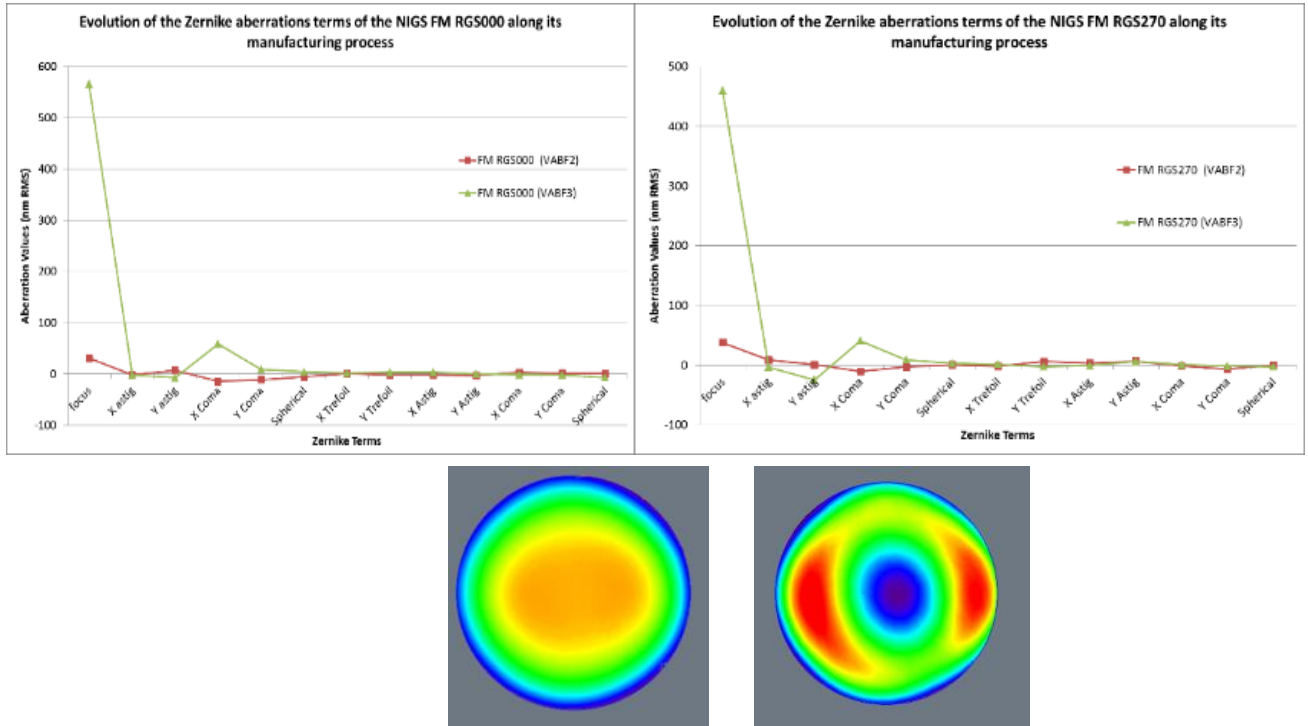 Evolution of the Zernike aberrations terms of the NIGS FM RGS000 along its
manufacturing process
600
500
400
300
200
100
0
-100
Aberration Values (nm RMS)
FM RGS000 (VABF2)
FM RGS000 (VABF3)
focus
X astig
Y astig
X Coma
Y Coma
Spherical
X Trefoil
Y Trefoil
X Astig
Y Astig
X Coma
Y Coma
Spherical
Zernike Terms
Evolution of the Zernike aberrations terms of the NIGS FM RGS270 along its
manufacturing process
500
400
300
200
100
0
-100
Aberration Values (nm RMS)
FM RGS270 (VABF2)
FM RGS270 (VABF3)
focus
X astig
Y astig
X Coma
Y Coma
Spherical
X Trefoil
Y Trefoil
X Astig
Y Astig
X Coma
Y Coma
Spherical
Zernike Terms